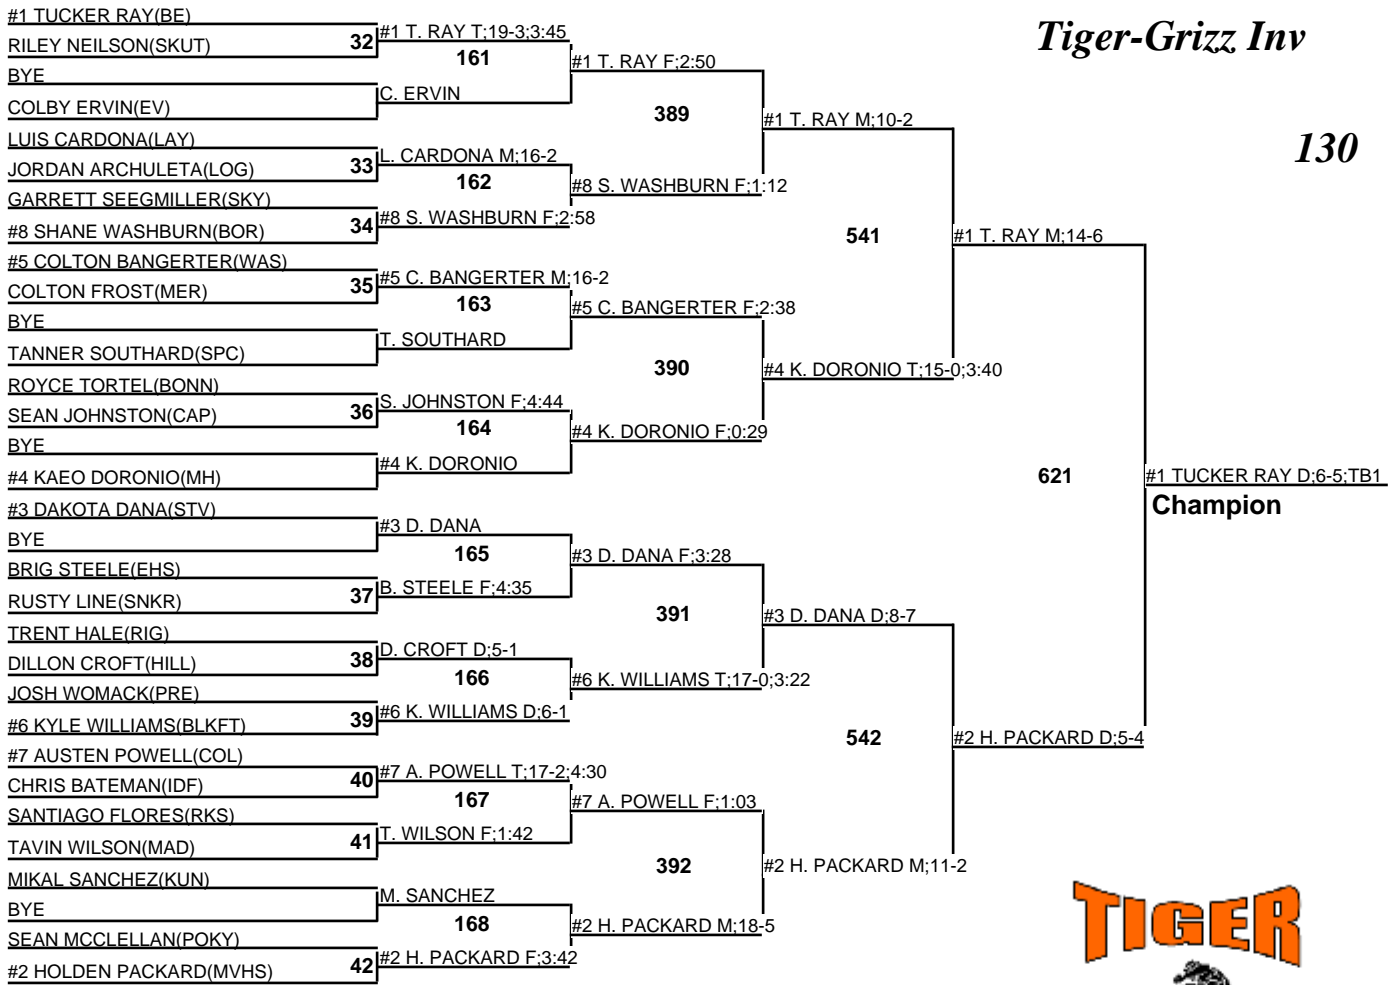 Tiger-Grizz Inv
130
#1 TUCKER RAY(BE)
RILEY NEILSON(SKUT)
BYE
COLBY ERVIN(EV)
LUIS CARDONA(LAY)
JORDAN ARCHULETA(LOG)
GARRETT SEEGMILLER(SKY)
#8 SHANE WASHBURN(BOR)
#5 COLTON BANGERTER(WAS)
COLTON FROST(MER)
BYE
TANNER SOUTHARD(SPC)
ROYCE TORTEL(BONN)
SEAN JOHNSTON(CAP)
BYE
#4 KAEO DORONIO(MH)
#3 DAKOTA DANA(STV)
BYE
BRIG STEELE(EHS)
RUSTY LINE(SNKR)
TRENT HALE(RIG)
DILLON CROFT(HILL)
JOSH WOMACK(PRE)
#6 KYLE WILLIAMS(BLKFT)
#7 AUSTEN POWELL(COL)
CHRIS BATEMAN(IDF)
SANTIAGO FLORES(RKS)
TAVIN WILSON(MAD)
MIKAL SANCHEZ(KUN)
BYE
SEAN MCCLELLAN(POKY)
#2 HOLDEN PACKARD(MVHS)
32
33
34
35
36
37
38
39
40
41
42
#1 T. RAY T;19-3;3:45
161
C. ERVIN
L. CARDONA M;16-2
162
#8 S. WASHBURN F;2:58
#5 C. BANGERTER M;16-2
163
T. SOUTHARD
S. JOHNSTON F;4:44
164
#4 K. DORONIO
#3 D. DANA
165
B. STEELE F;4:35
D. CROFT D;5-1
166
#6 K. WILLIAMS D;6-1
#7 A. POWELL T;17-2;4:30
167
T. WILSON F;1:42
M. SANCHEZ
168
#2 H. PACKARD F;3:42
#1 T. RAY F;2:50
389
#8 S. WASHBURN F;1:12
#5 C. BANGERTER F;2:38
390
#4 K. DORONIO F;0:29
#3 D. DANA F;3:28
391
#6 K. WILLIAMS T;17-0;3:22
#7 A. POWELL F;1:03
392
#2 H. PACKARD M;18-5
#1 T. RAY M;10-2
541
#4 K. DORONIO T;15-0;3:40
#3 D. DANA D;8-7
542
#2 H. PACKARD M;11-2
#1 T. RAY M;14-6
621
#2 H. PACKARD D;5-4
#1 TUCKER RAY D;6-5;TB1
Champion
TIGER